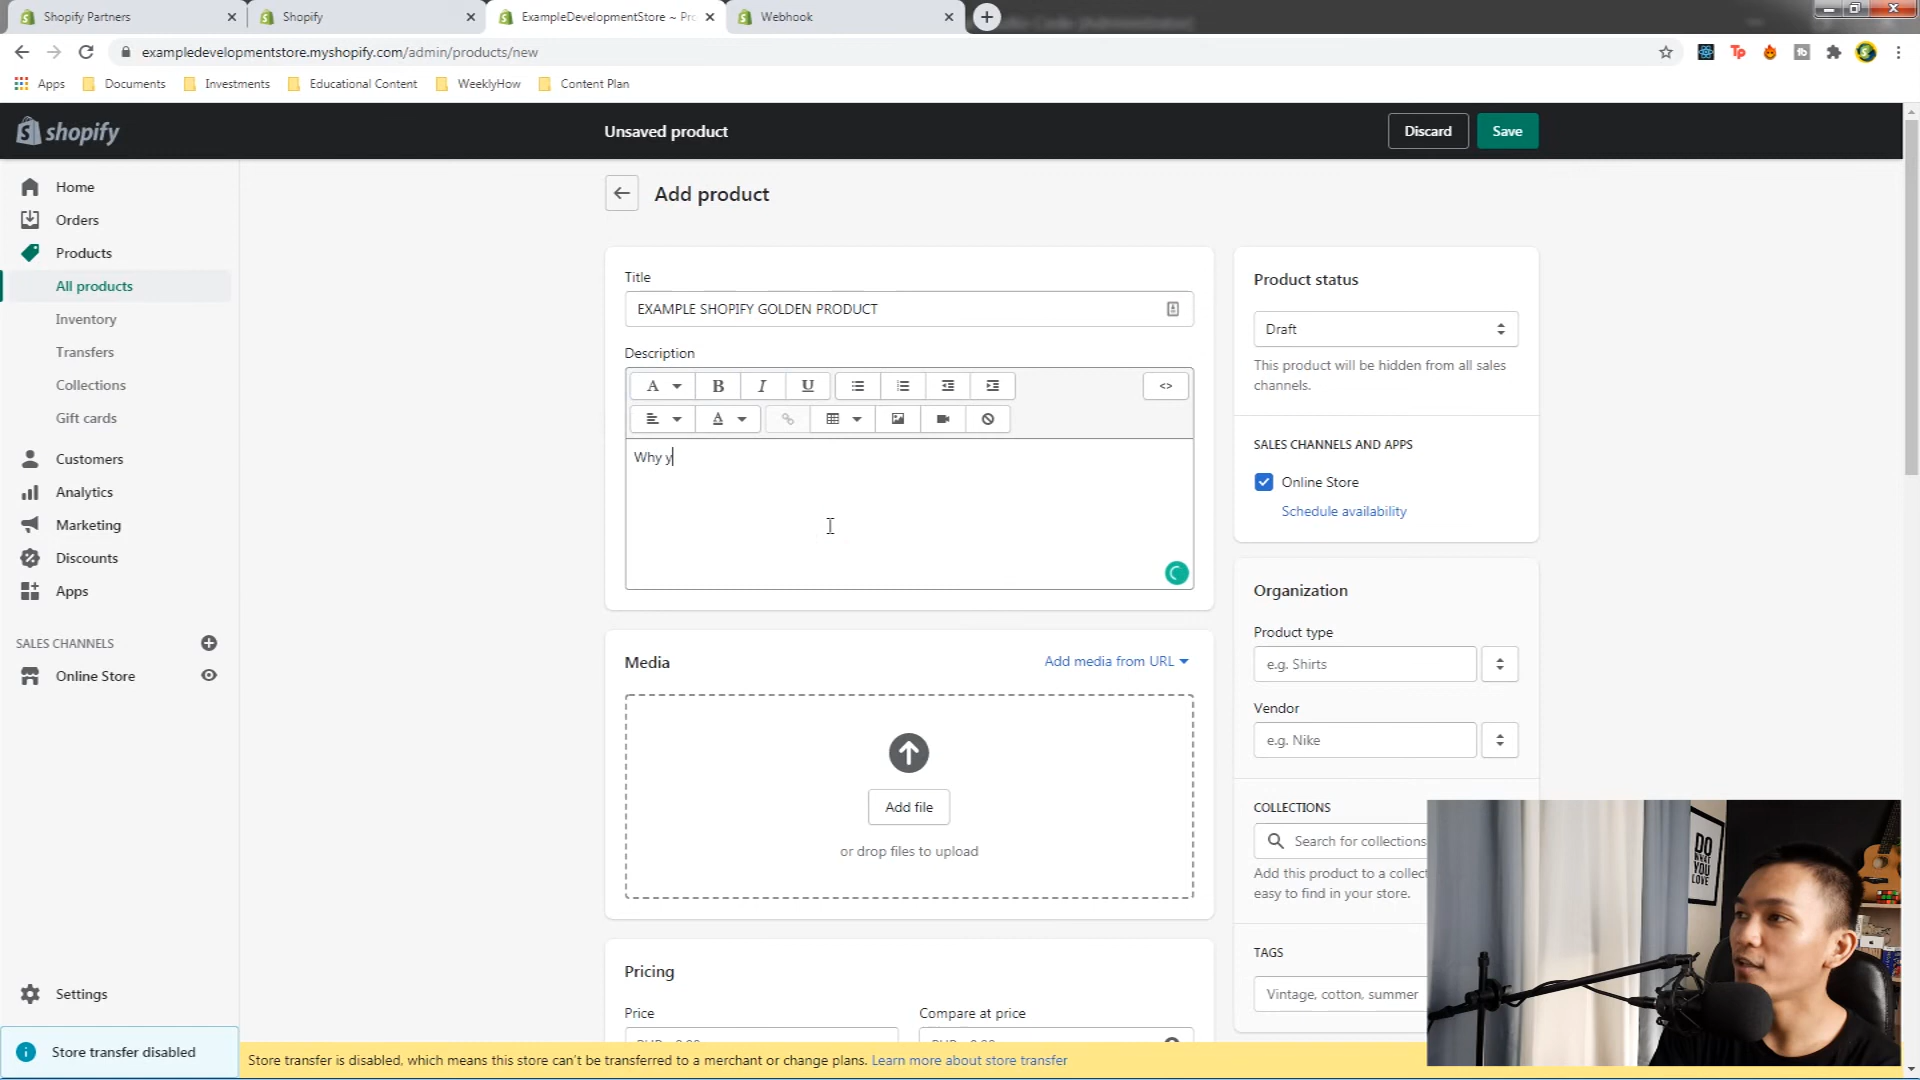 Shopify Partners
Shopify
ExampleDevelopmentStore ~ Pro
Webhook
exampledevelopmentstore.myshopify.com/admin/products/new
Apps
Documents
Investments
Educational Content
WeeklyHow
Content Plan
shopify
Unsaved product
Discard
Save
Home
Orders
Products
All products
Inventory
Transfers
Collections
Gift cards
Customers
Analytics
Marketing
Discounts
Apps
SALES CHANNELS
Online Store
Settings
Store transfer disabled
Add product
Title
EXAMPLE SHOPIFY GOLDEN PRODUCT
Description
A
B
I
U
<>
A
Why y
Media
Add media from URL
Add file
or drop files to upload
Pricing
Price
Compare at price
Product status
Draft
This product will be hidden from all sales
channels.
SALES CHANNELS AND APPS
Online Store
Schedule availability
Organization
Product type
e.g. Shirts
Vendor
e.g. Nike
COLLECTIONS
Search for collections
Add this product to a collect
easy to find in your store.
TAGS
Vintage, cotton, summer
DO
WHAT
YOU
LOVE
Store transfer is disabled, which means this store can't be transferred to a merchant or change plans. Learn more about store transfer